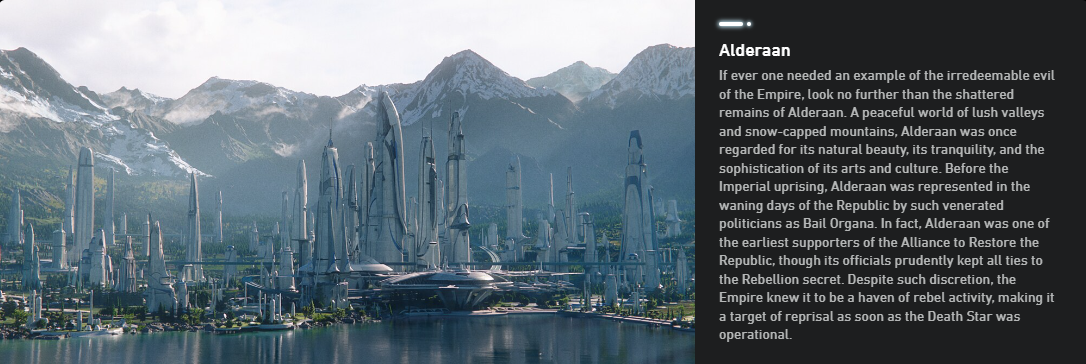 Alderaan
If ever one needed an example of the irredeemable evil
of the Empire, look no further than the shattered
remains of Alderaan. A peaceful world of lush valleys
and snow-capped mountains, Alderaan was once
regarded for its natural beauty, its tranquility, and the
sophistication of its arts and culture. Before the
Imperial uprising, Alderaan was represented in the
waning days of the Republic by such venerated
politicians as Bail Organa. In fact, Alderaan was one of
the earliest supporters of the Alliance to Restore the
Republic, though its officials prudently kept all ties to
the Rebellion secret. Despite such discretion, the
Empire knew it to be a haven of rebel activity, making it
a target of reprisal as soon as the Death Star was
operational.